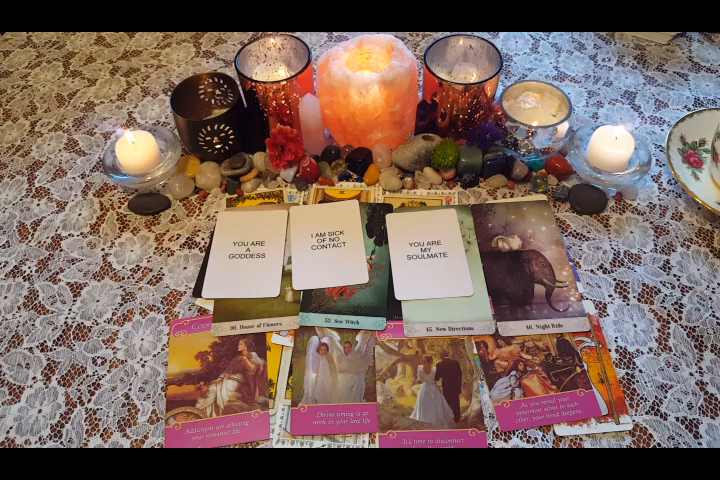 YOU ARE
A
GODDESS
I AM SICK
OF NO
CONTACT
YOU ARE
MY
SOULMATE
30. House of Flowers
52. Sea Witch
45. New Directions
40. Night Ride
Addictions are affecting
your romantic life.
Divine timing is at
work in your love life
It's time to disconnect
As you reveal your
innermost selves to each
other, your bond deepens.